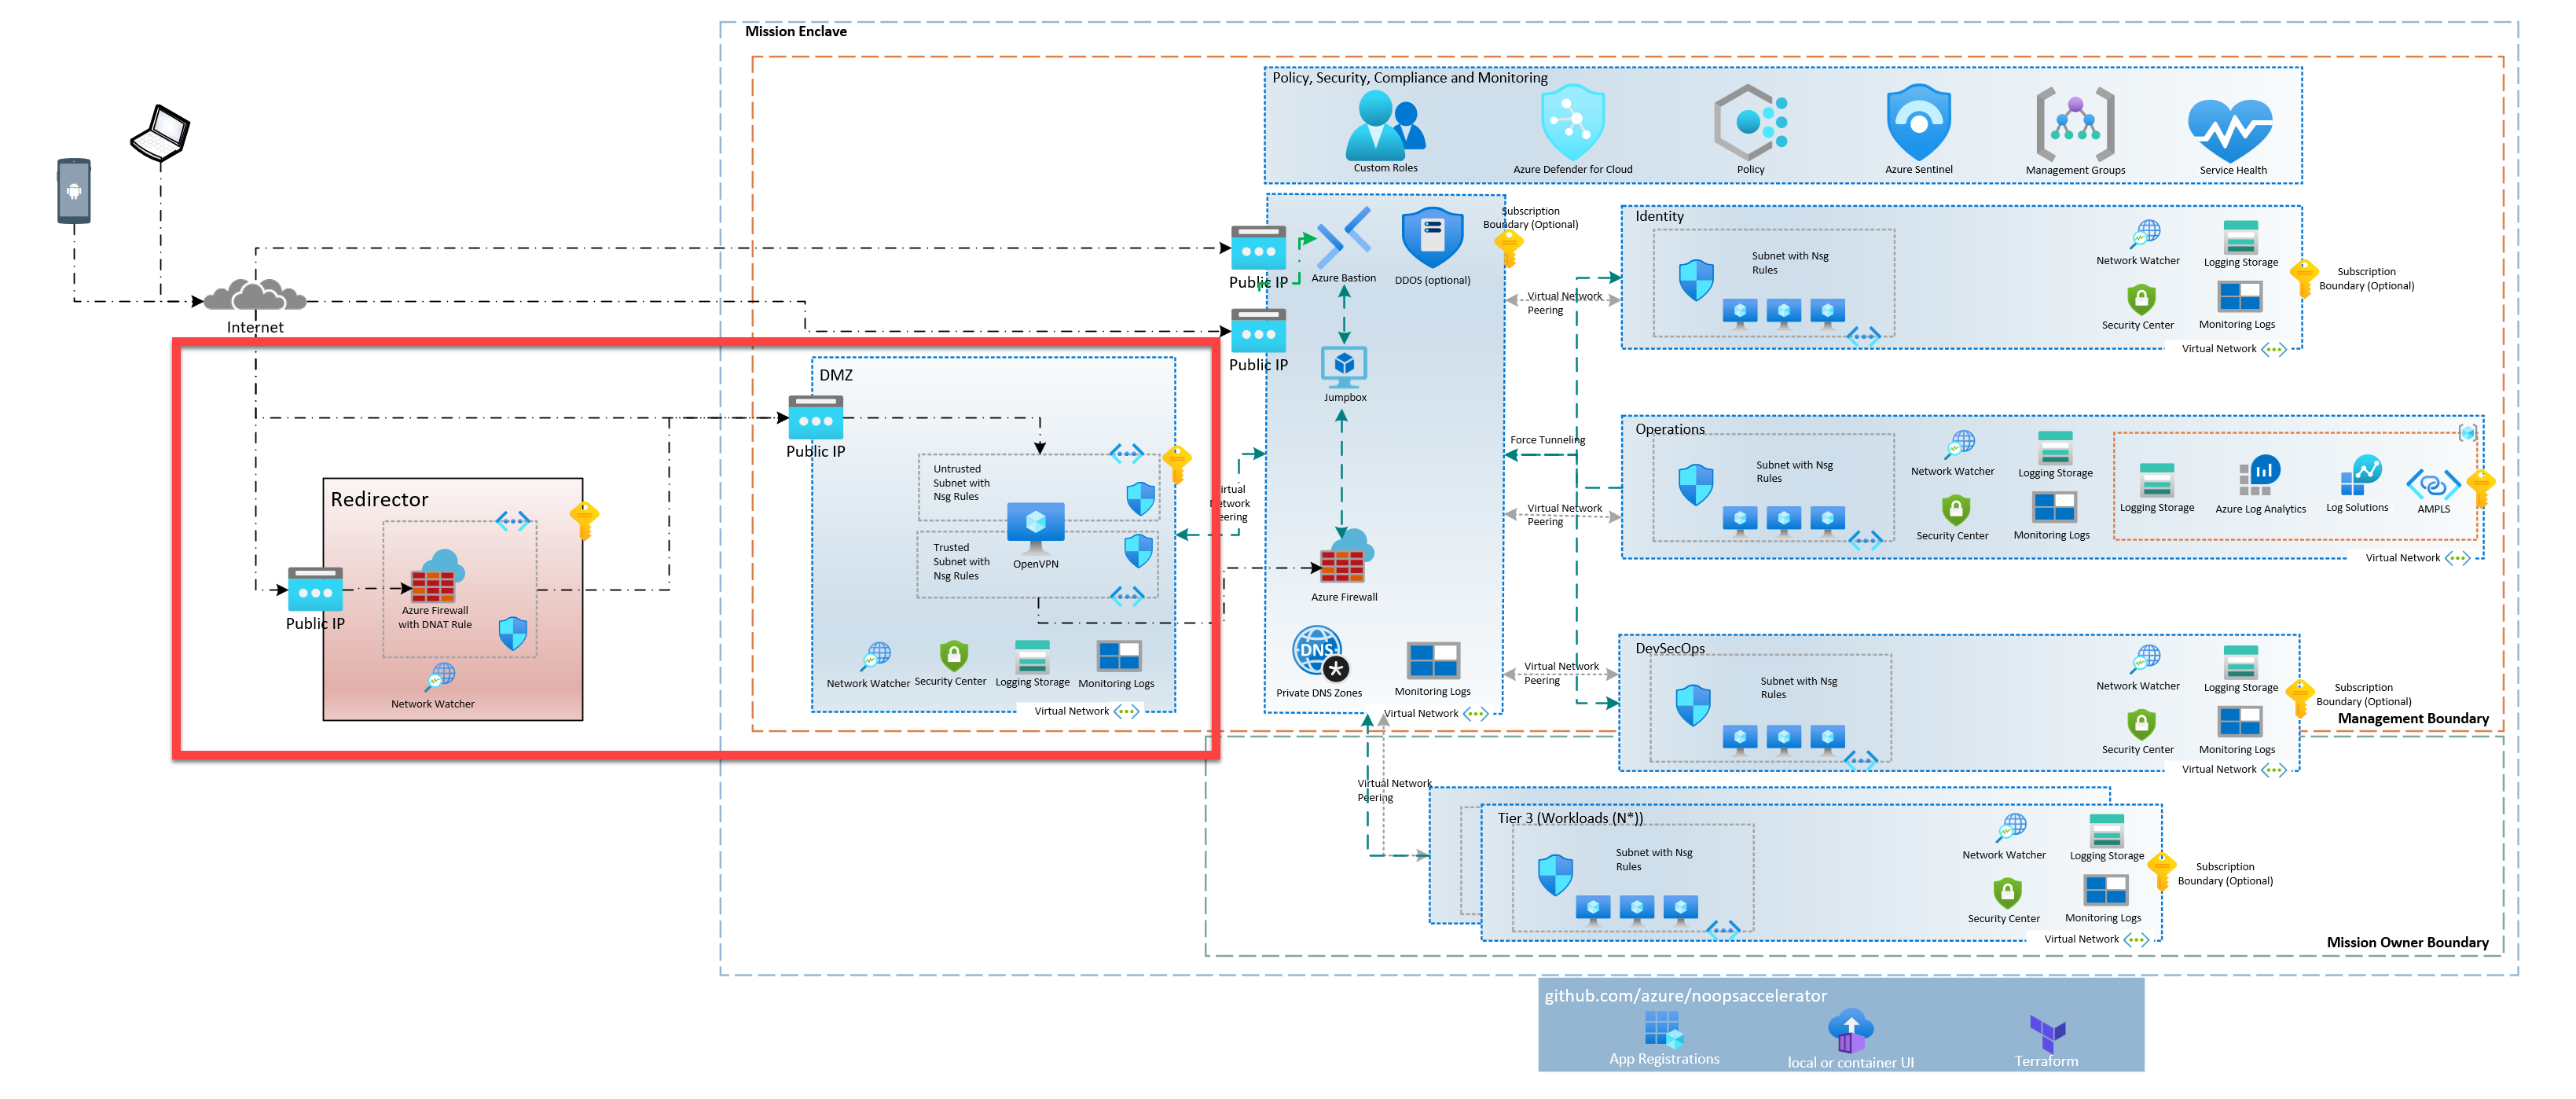 Mission Enclave
Policy, Security, Compliance and Monitoring
Custom Roles
Azure Defender for Cloud
Policy
Azure Sentinel
Management Groups
Service Health
Internet
Public IP
Public IP
Azure Bastion
DDOS (optional)
Subscription
Boundary (Optional)
Jumpbox
Azure Firewall
DNS
Private DNS Zones
Monitoring Logs
Virtual Network
Identity
Subnet with Nsg
Rules
Network Watcher
Logging Storage
Security Center
Monitoring Logs
Virtual Network
Subscription
Boundary (Optional)
Virtual Network
Peering
Force Tunneling
Operations
Subnet with Nsg
Rules
Network Watcher
Logging Storage
Security Center
Monitoring Logs
Logging Storage
Azure Log Analytics
Log Solutions
AMPLS
Virtual Network
Virtual Network
Peering
DMZ
Public IP
Untrusted
Subnet with
Nsg Rules
Trusted
Subnet with
Nsg Rules
OpenVPN
Network Watcher
Security Center
Logging Storage
Monitoring Logs
Virtual Network
Virtual
Network
Peering
Redirector
Public IP
Azure Firewall
with DNAT Rule
Network Watcher
DevSecOps
Subnet with Nsg
Rules
Network Watcher
Logging Storage
Security Center
Monitoring Logs
Virtual Network
Subscription
Boundary (Optional)
Virtual Network
Peering
Management Boundary
Virtual Network
Peering
Tier 3 (Workloads (N*))
Subnet with Nsg
Rules
Network Watcher
Logging Storage
Security Center
Monitoring Logs
Virtual Network
Subscription
Boundary (Optional)
Mission Owner Boundary
github.com/azure/noopsaccelerator
App Registrations
local or container UI
Terraform